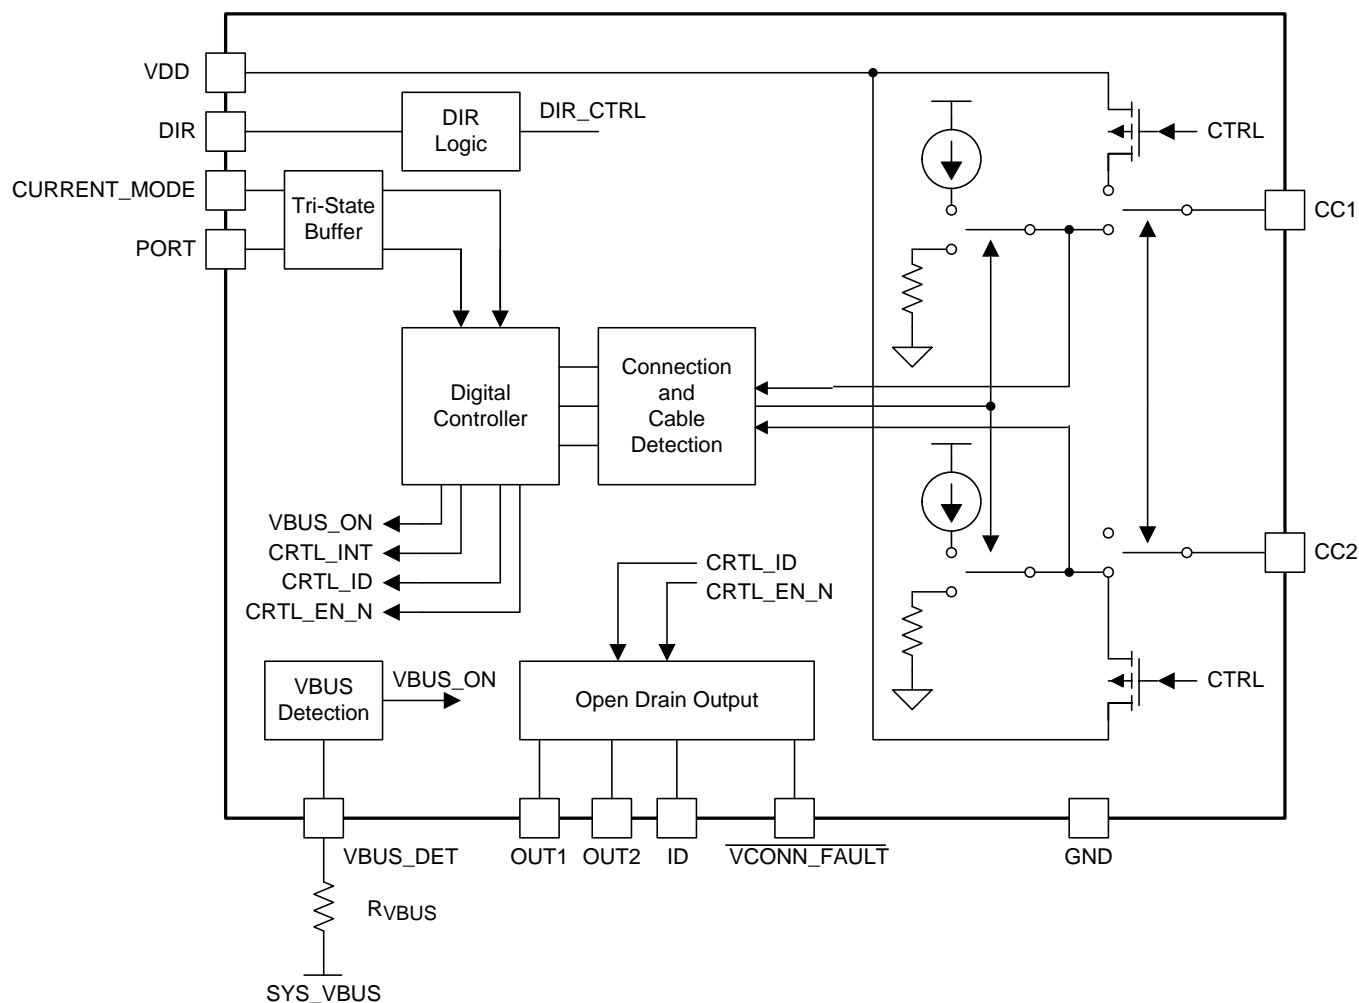 VDD
DIR
DIR
Logic
DIR_CTRL
CTRL
CURRENT_MODE
Tri-State
Buffer
CC1
PORT
Digital
Controller
Connection
and
Cable
Detection
VBUS_ON
CRTL_INT
CRTL_ID
CRTL_EN_N
CC2
CRTL_ID
CRTL_EN_N
VBUS
Detection
VBUS_ON
Open Drain Output
CTRL
VBUS_DET
OUT1
OUT2
ID
VCONN_FAULT
GND
RVBUS
SYS_VBUS